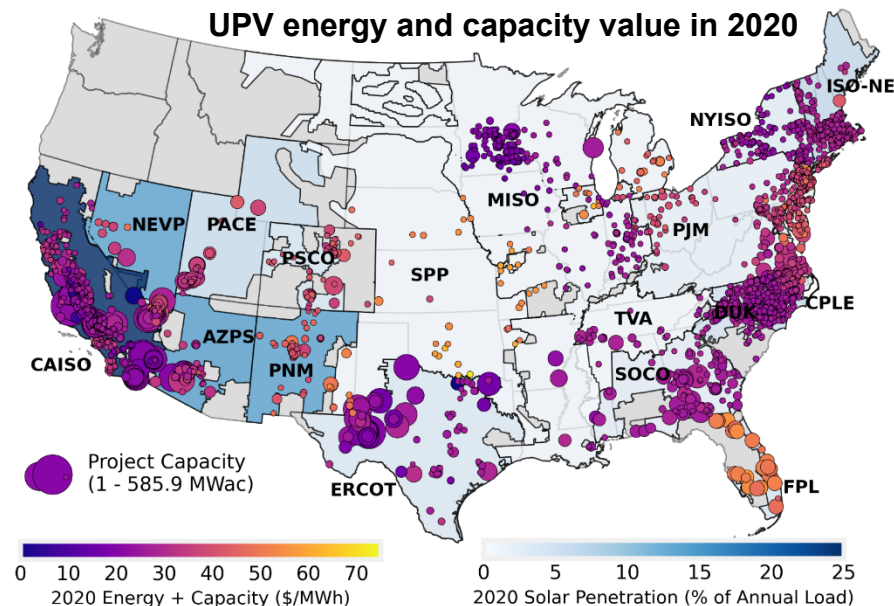 UPV energy and capacity value in 2020
ISO-NE
NYISO
MISO
NEVP
PACE
PJM
PSCO
SPP
CPLE
TVA
DUK
AZPS
CAISO
PNM
SOCO
Project Capacity
(1 - 585.9 MWac)
ERCOT
FPL
0 10 20 30 40 50 60 70
2020 Energy + Capacity ($/MWh)
0 5 10 15 20 25
2020 Solar Penetration (% of Annual Load)